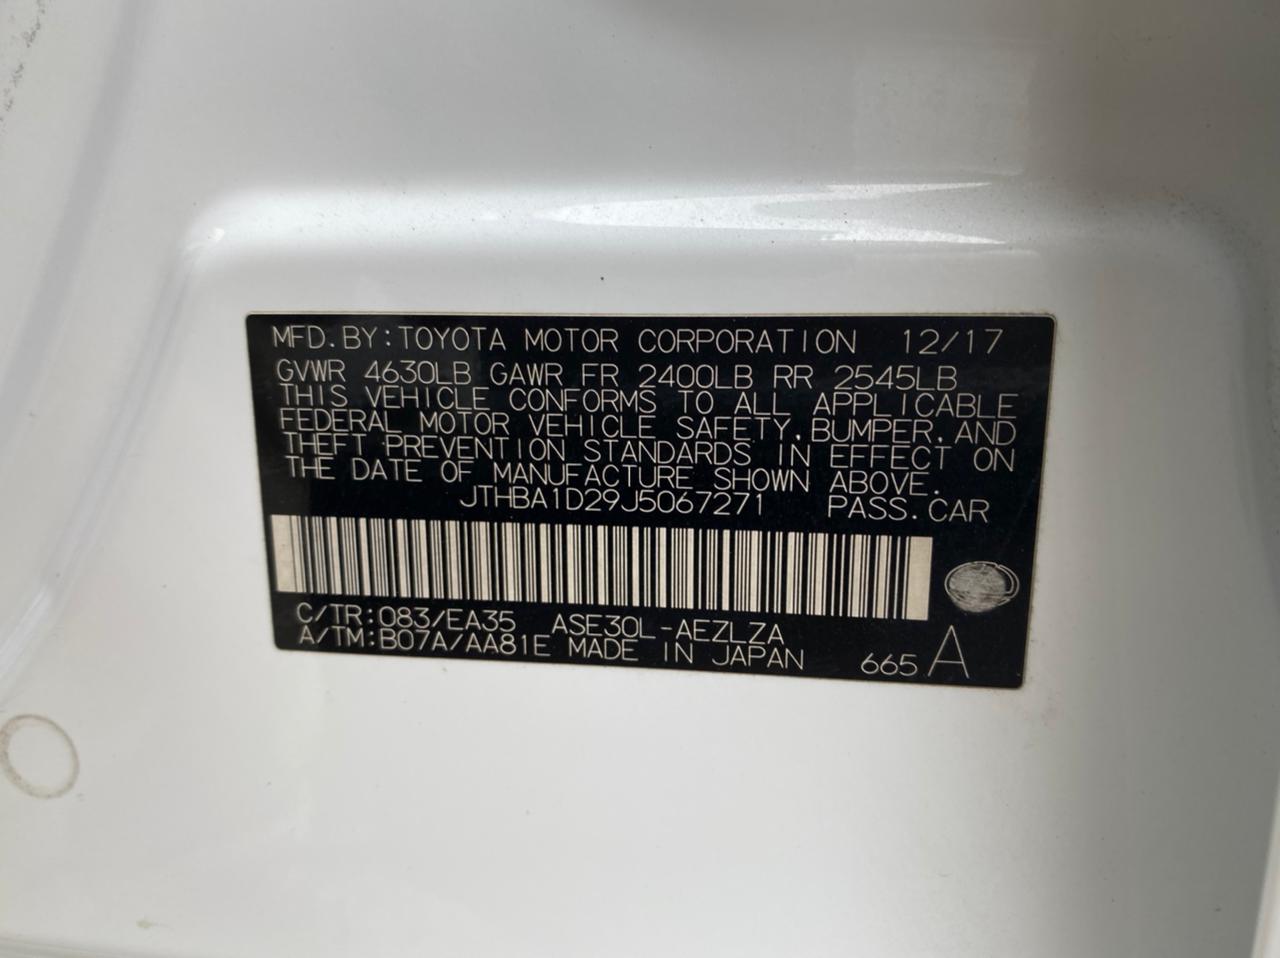 MFD.BY:TOYOTA MOTOR CORPORATION 12/17
GVWR 4630LB GAWR FR 2400LB RR 2545LB
THIS VEHICLE CONFORMS TO ALL APPLICABLE
FEDERAL MOTOR VEHICLE SAFETY,BUMPER,AND
THEFT PREVENTION STANDARDS IN EFFECT ON
THE DATE OF MANUFACTURE SHOWN ABOVE.
JTHBA1D29J5067271 PASS.CAR
C/TR:083/EA35 ASE30L-AEZLZA
A/TM:B07A/AA81E MADE IN JAPAN 665 A